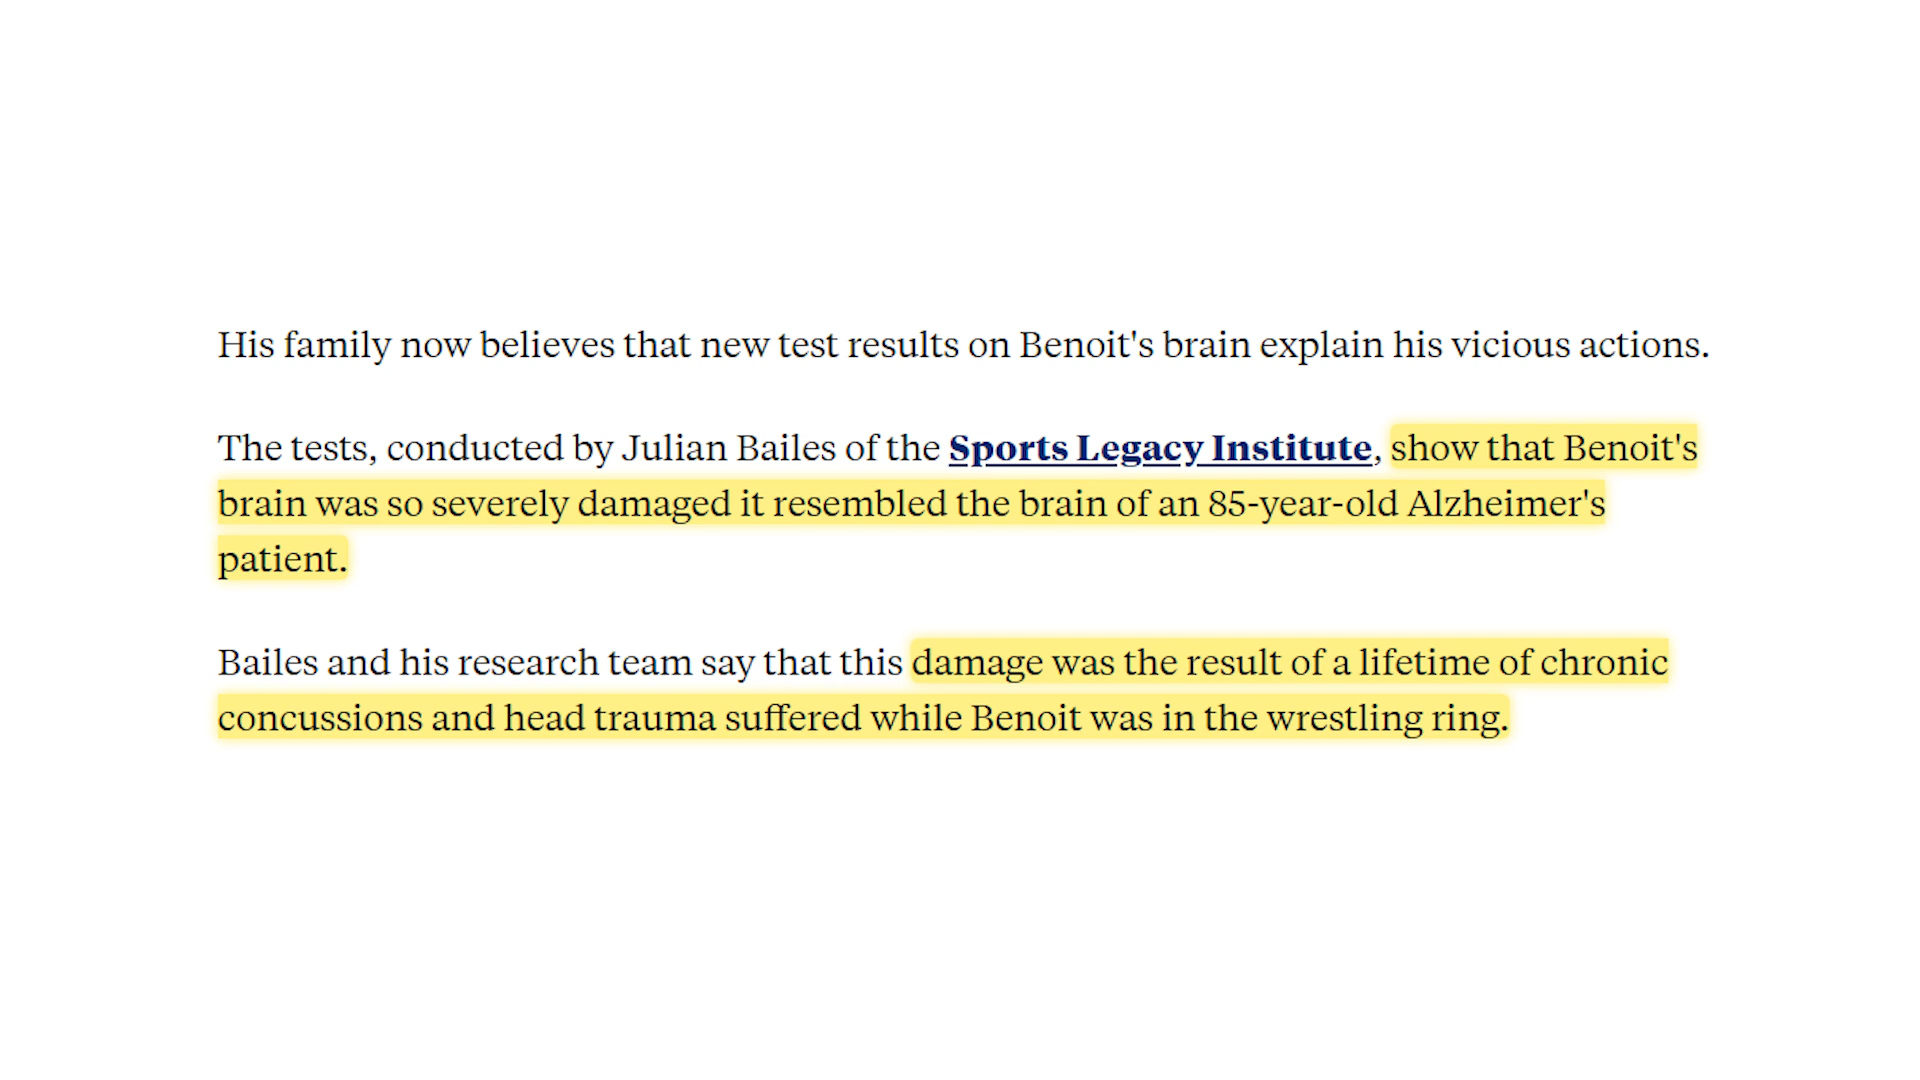 His family now believes that new test results on Benoit's brain explain his vicious actions.
The tests, conducted by Julian Bailes of the Sports Legacy Institute, show that Benoit's
brain was so severely damaged it resembled the brain of an 85-year-old Alzheimer's
patient.
Bailes and his research team say that this damage was the result of a lifetime of chronic
concussions and head trauma suffered while Benoit was in the wrestling ring.